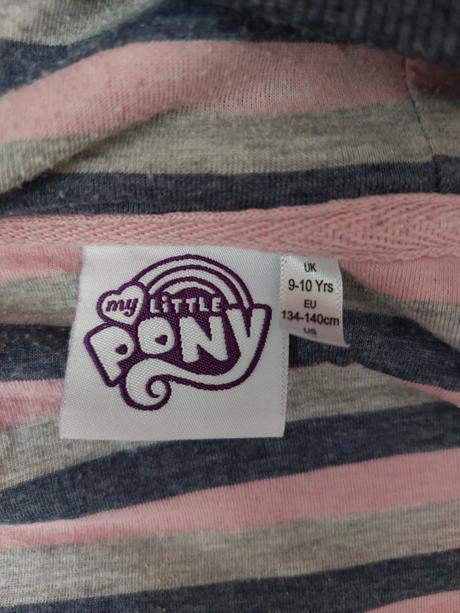 my LITTLE
PONY
UK
9-10 Yrs
EU
134-140cm
US